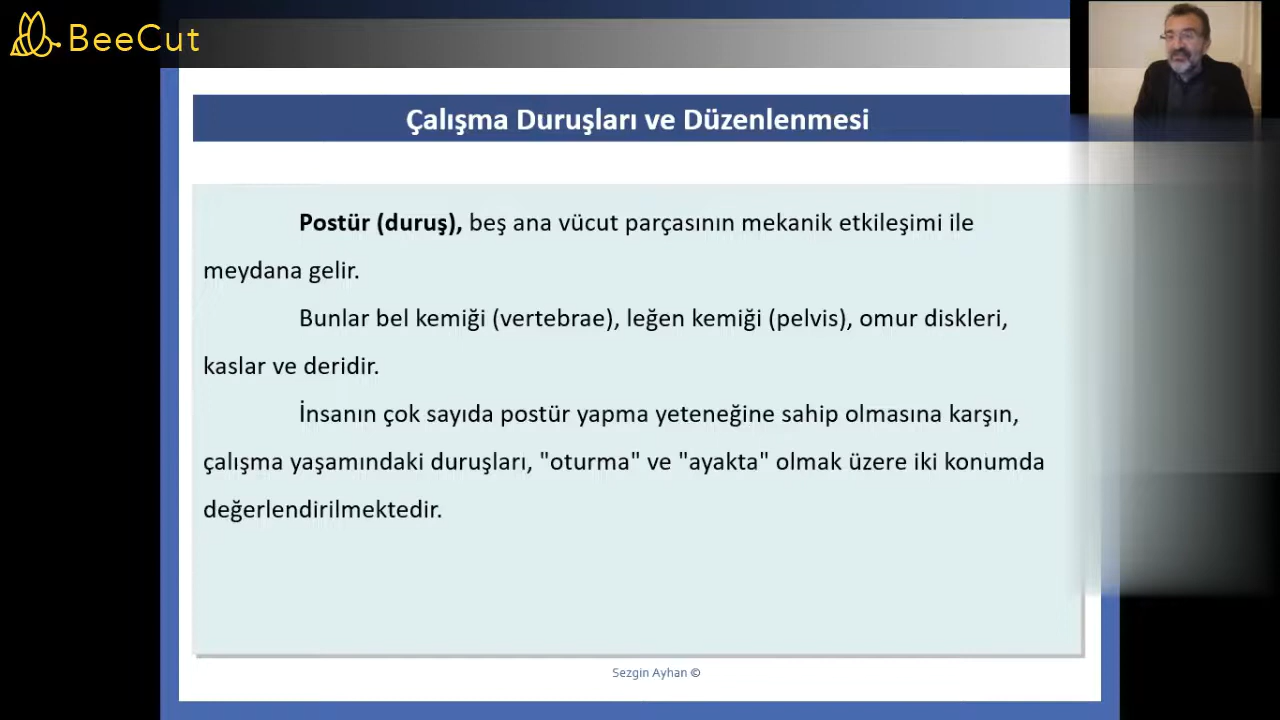 BeeCut
Çalışma Duruşları ve Düzenlenmesi
Postür (duruş), beş ana vücut parçasının mekanik etkileşimi ile
meydana gelir.
Bunlar bel kemiği (vertebrae), leğen kemiği (pelvis), omur diskleri,
kaslar ve deridir.
İnsanın çok sayıda postür yapma yeteneğine sahip olmasına karşın,
çalışma yaşamındaki duruşları, "oturma" ve "ayakta" olmak üzere iki konumda
değerlendirilmektedir.
Sezgin Ayhan ©